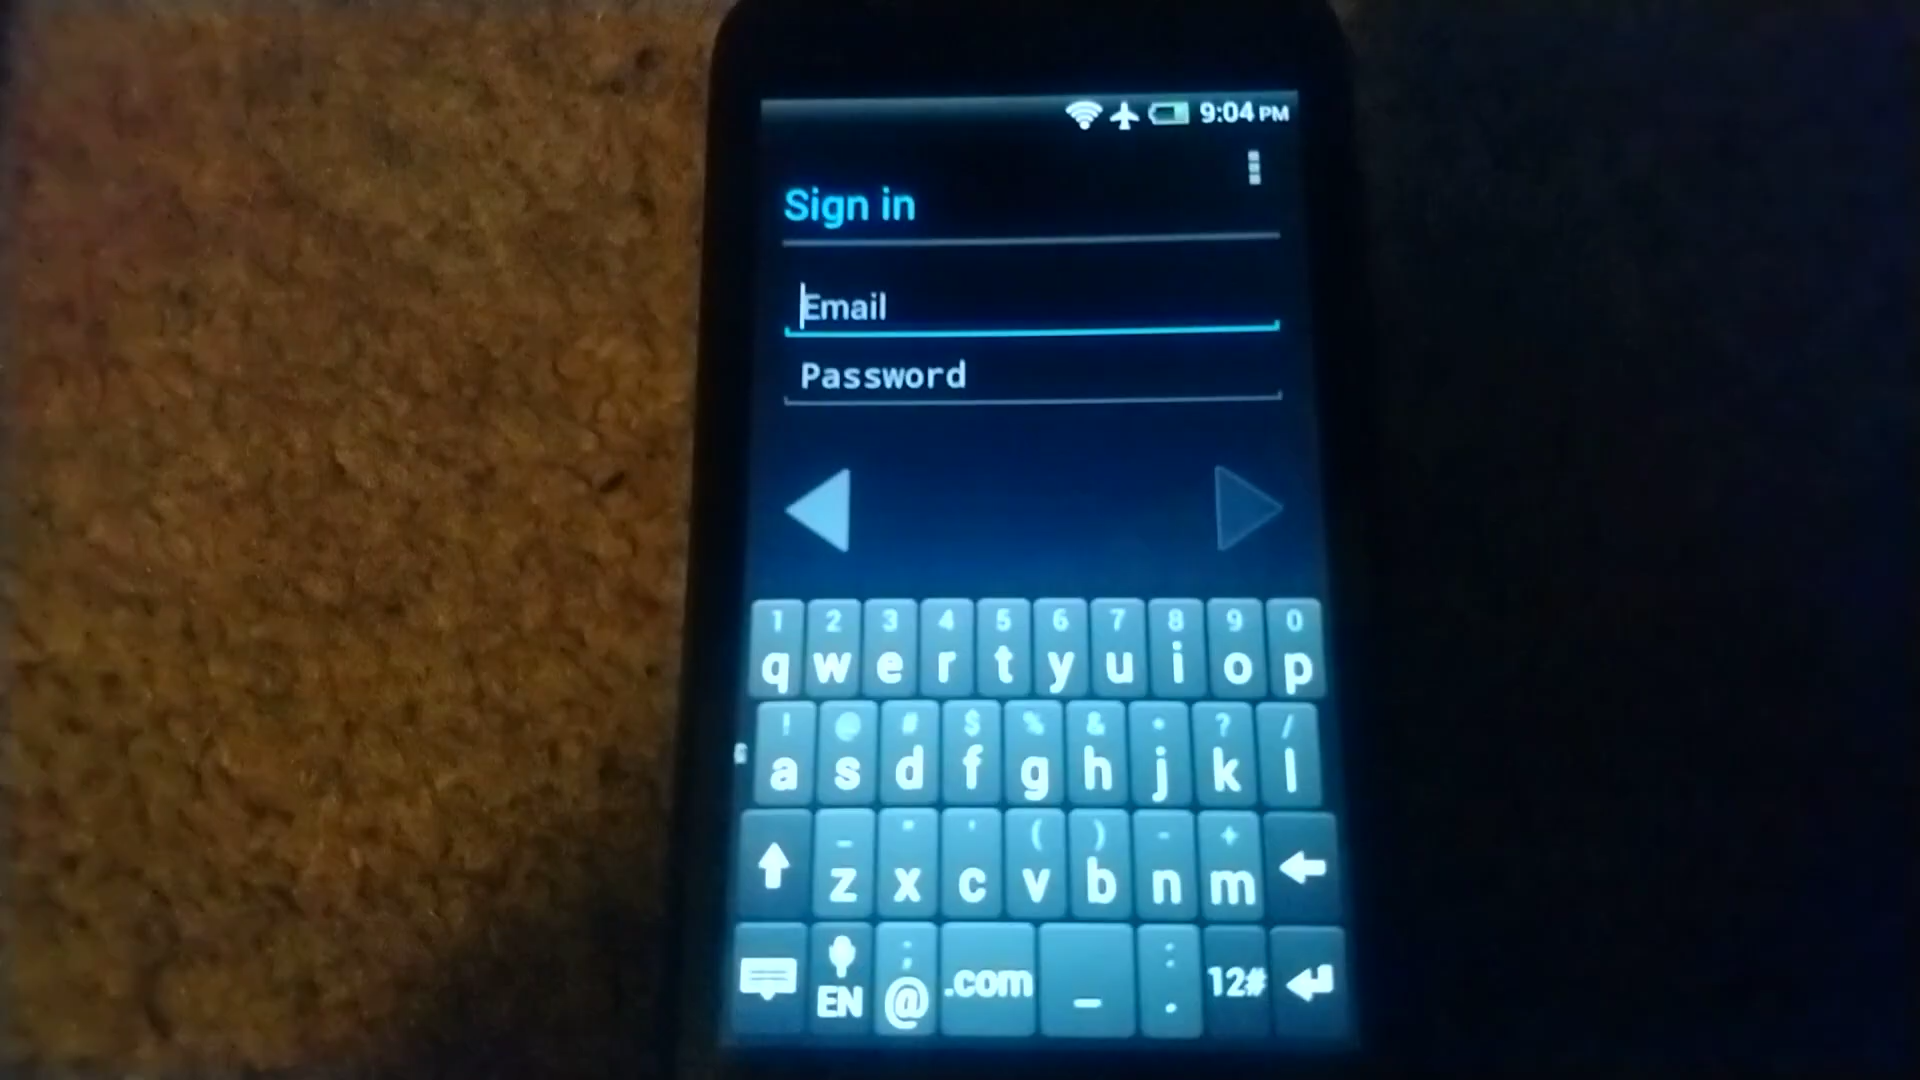 9:04 PM
Sign in
Email
Password
1 2 3 4 5 6 7 8 9 0
q w e r t y u i o p
! @ # $ % & • ? /
a s d f g h j k l
_ " ' ( ) - +
z x c v b n m
; :
EN @ .com _ . 12#